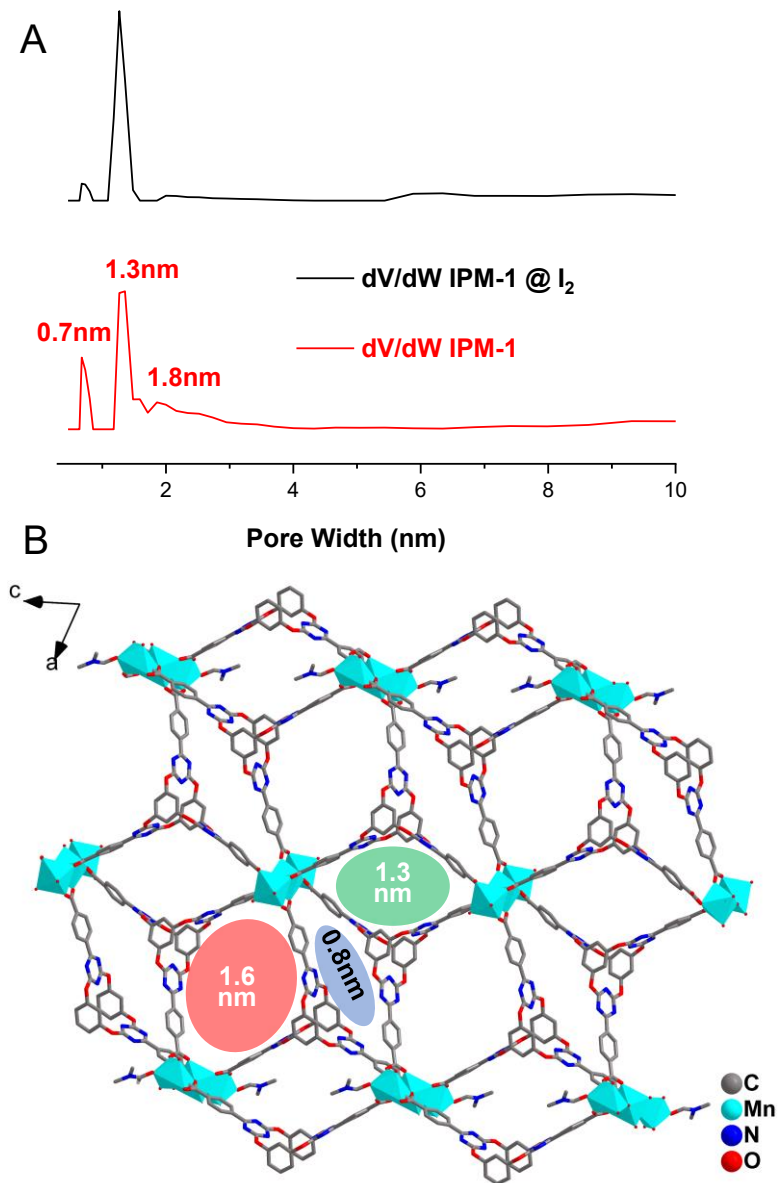 A
1.3nm
dV/dW IPM-1 @ I₂
0.7nm
dV/dW IPM-1
1.8nm
2
4
6
8
10
Pore Width (nm)
B
c
a
1.3
nm
0.8nm
1.6
nm
C
Mn
N
O